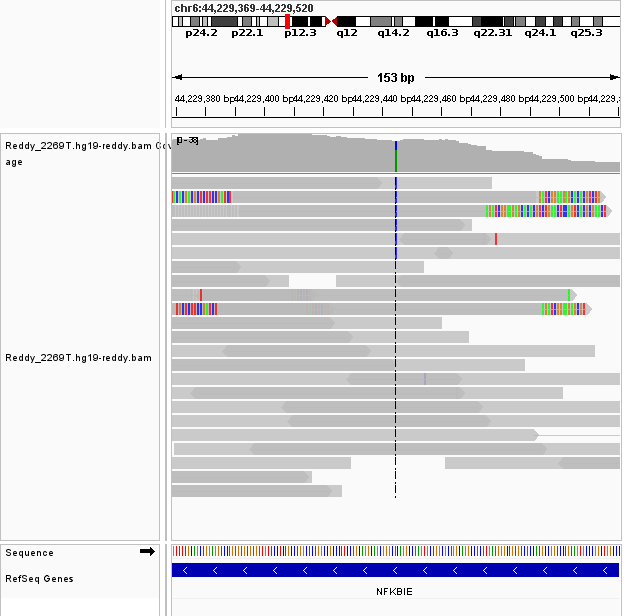 chr6:44,229,369-44,229,520
p24.2 p22.1 p12.3 q12 q14.2 q16.3 q22.31 q24.1 q25.3
153 bp
44,229,380 bp 44,229,400 bp 44,229,420 bp 44,229,440 bp 44,229,460 bp 44,229,480 bp 44,229,500 bp
Reddy_2269T.hg19-reddy.bam Cov
age
Reddy_2269T.hg19-reddy.bam
Sequence
RefSeq Genes
NFKBIE